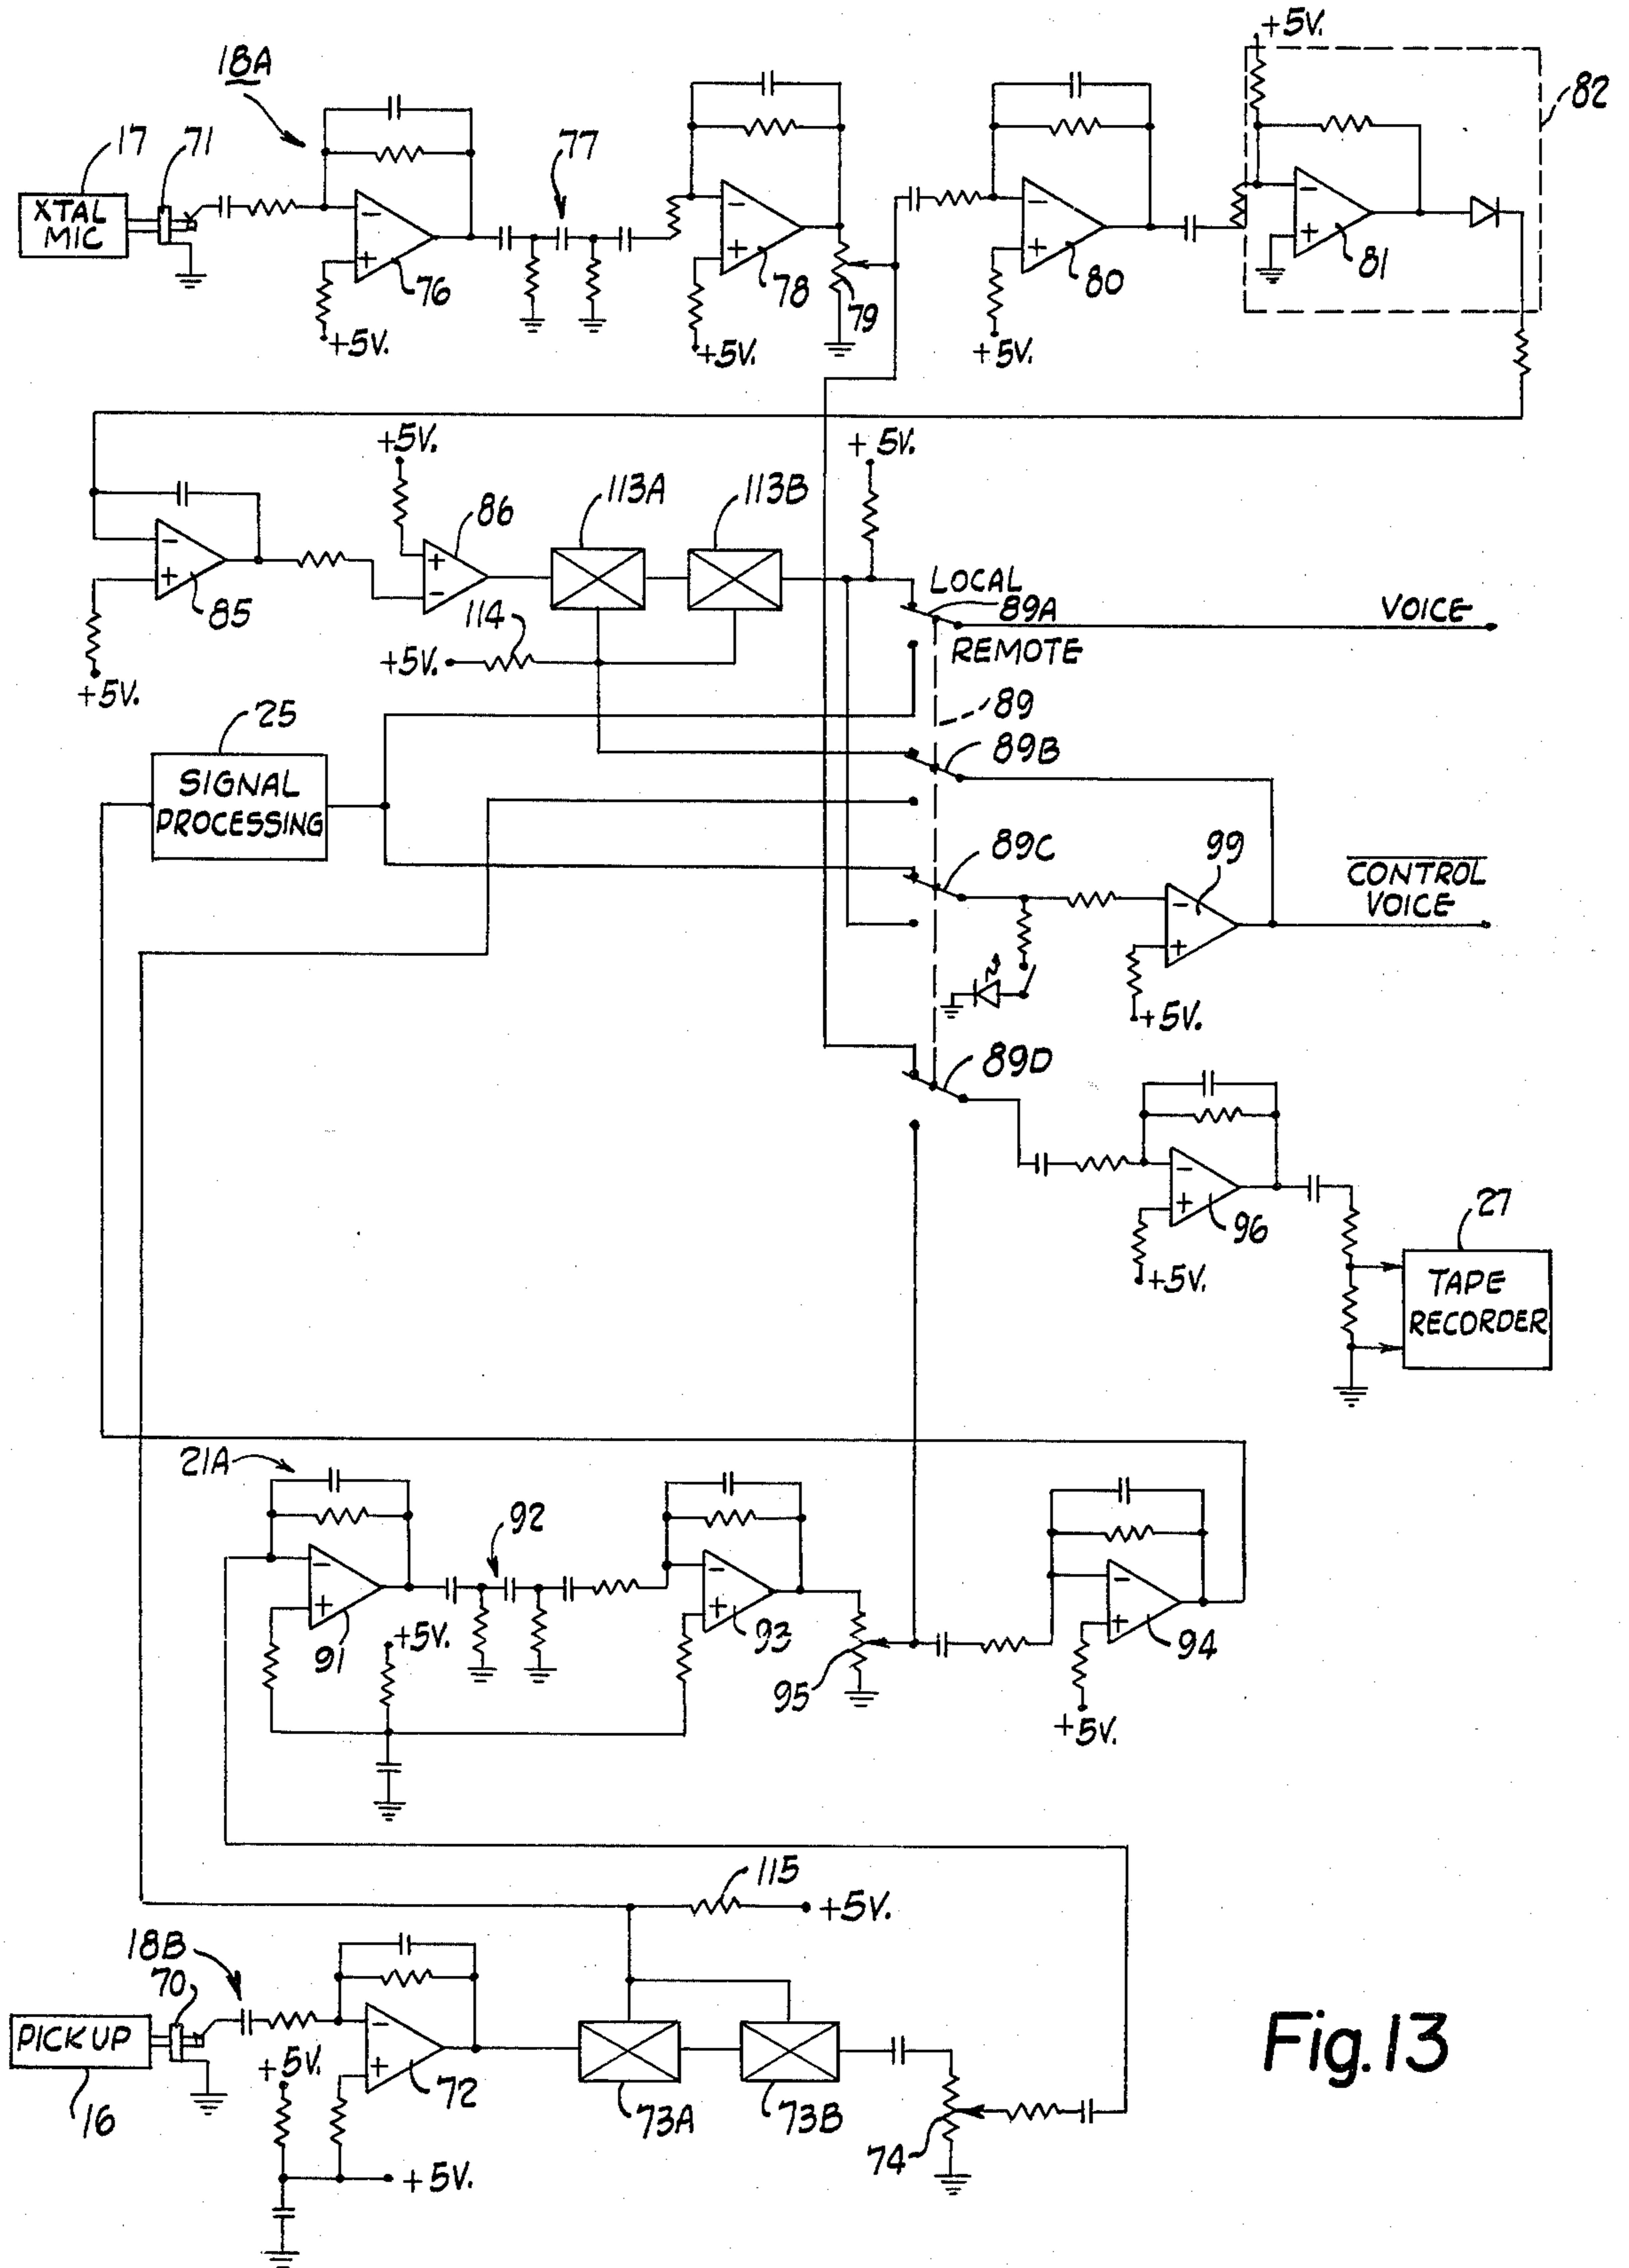 +5V.
18A
82
17
71
77
XTAL
MIC
76
78
79
80
81
+5V.
+5V.
+5V.
+5V.
+5V.
86
113A
113B
LOCAL
89A
VOICE
85
114
+5V.
REMOTE
+5V.
89
25
89B
SIGNAL
PROCESSING
89C
99
CONTROL
VOICE
+5V.
89D
27
96
+5V.
TAPE
RECORDER
21A
92
91
+5V.
93
95
94
+5V.
115
+5V.
18B
70
PICKUP
+5V.
72
16
73A
73B
74
+5V.
Fig. 13